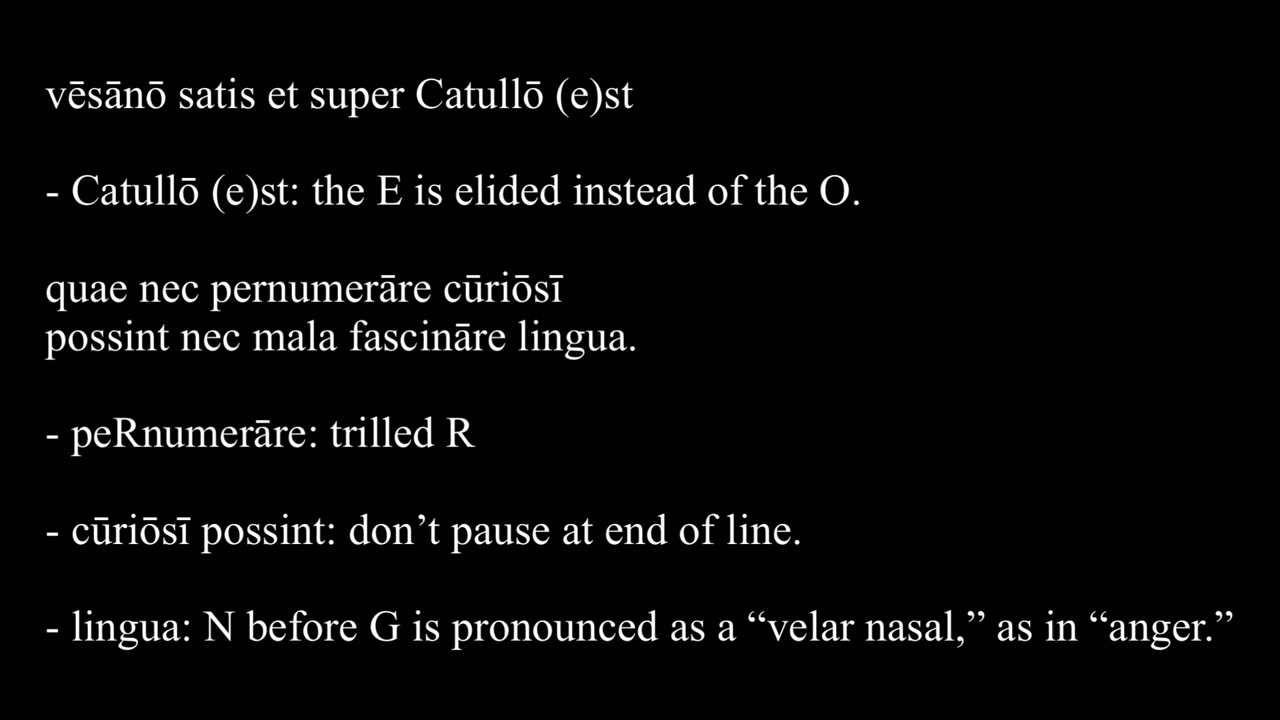 vēsānō satis et super Catullō (e)st
- Catullō (e)st: the E is elided instead of the O.
quae nec pernumerāre cūriōsī
possint nec mala fascināre lingua.
- peRnumerāre: trilled R
- cūriōsī possint: don’t pause at end of line.
- lingua: N before G is pronounced as a “velar nasal,” as in “anger.”